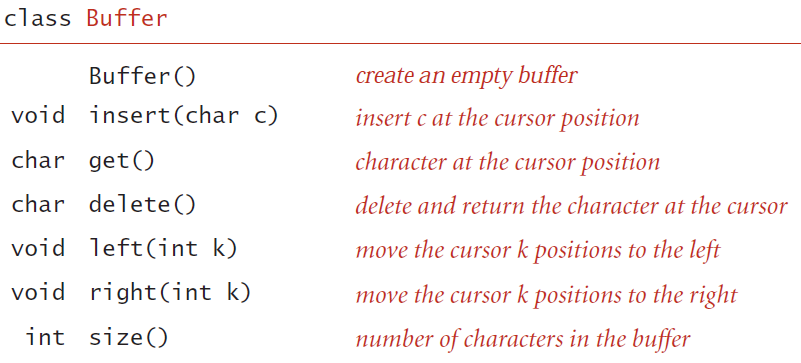 class Buffer
Buffer() create an empty buffer
void insert(char c) insert c at the cursor position
char get() character at the cursor position
char delete() delete and return the character at the cursor
void left(int k) move the cursor k positions to the left
void right(int k) move the cursor k positions to the right
int size() number of characters in the buffer